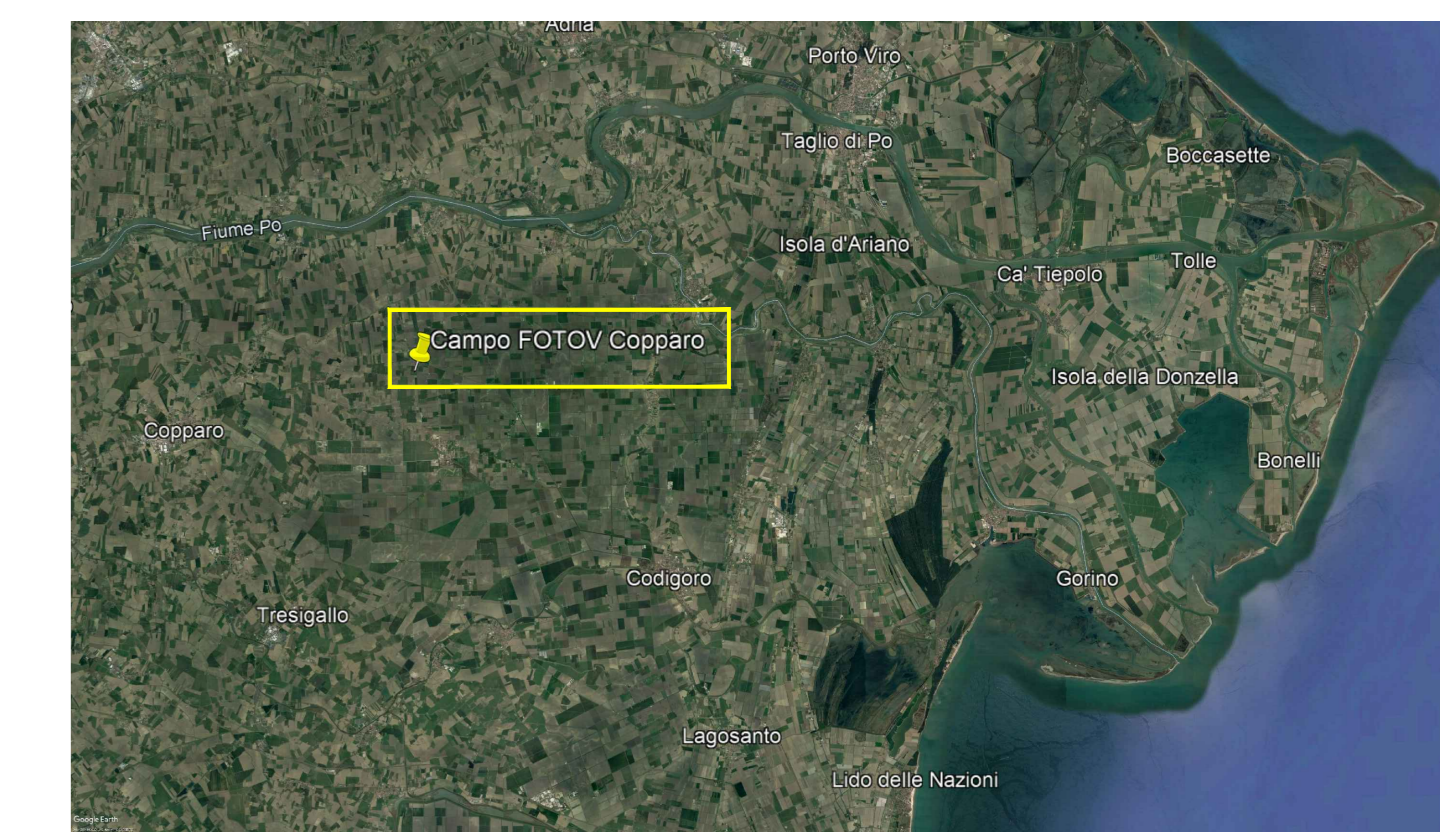 Adria
Porto Viro
Taglio di Po
Boccasette
Fiume Po
Isola d'Ariano
Tolle
Ca' Tiepolo
Campo FOTOV Copparo
Isola della Donzella
Copparo
Bonelli
Codigoro
Gorino
Tresigallo
Lagosanto
Lido delle Nazioni
Google Earth